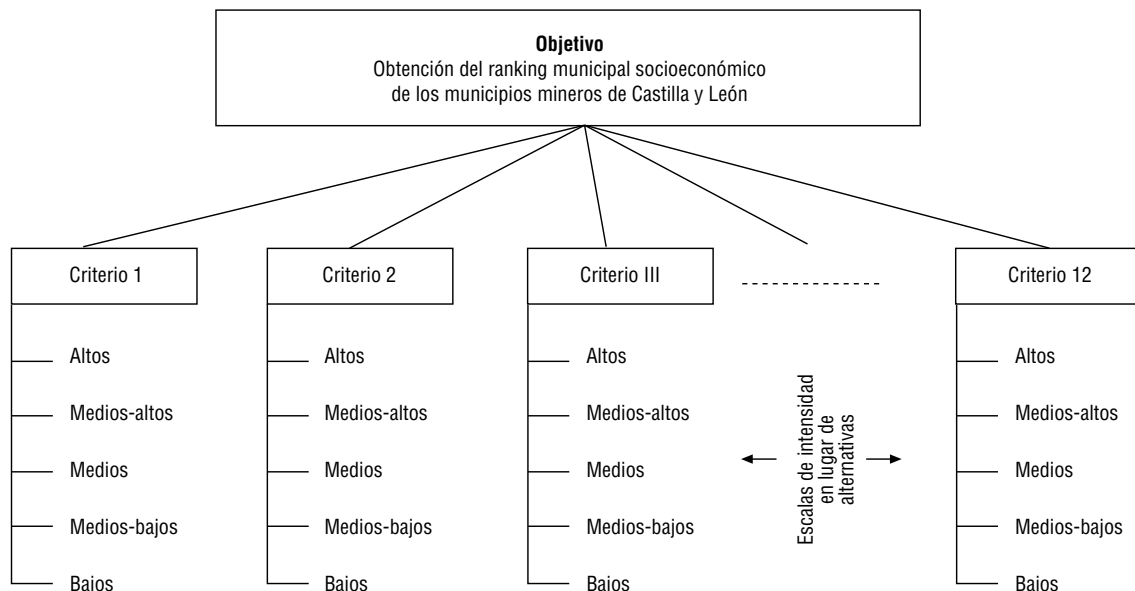 Objetivo
Obtención del ranking municipal socioeconómico
de los municipios mineros de Castilla y León
Criterio 1
Criterio 2
Criterio III
Criterio 12
Altos
Altos
Altos
Altos
Medios-altos
Medios-altos
Medios-altos
Medios-altos
Medios
Medios
Medios
Medios
Medios-bajos
Medios-bajos
Medios-bajos
Medios-bajos
Bajos
Bajos
Bajos
Bajos
Escalas de intensidad
en lugar de
alternativas